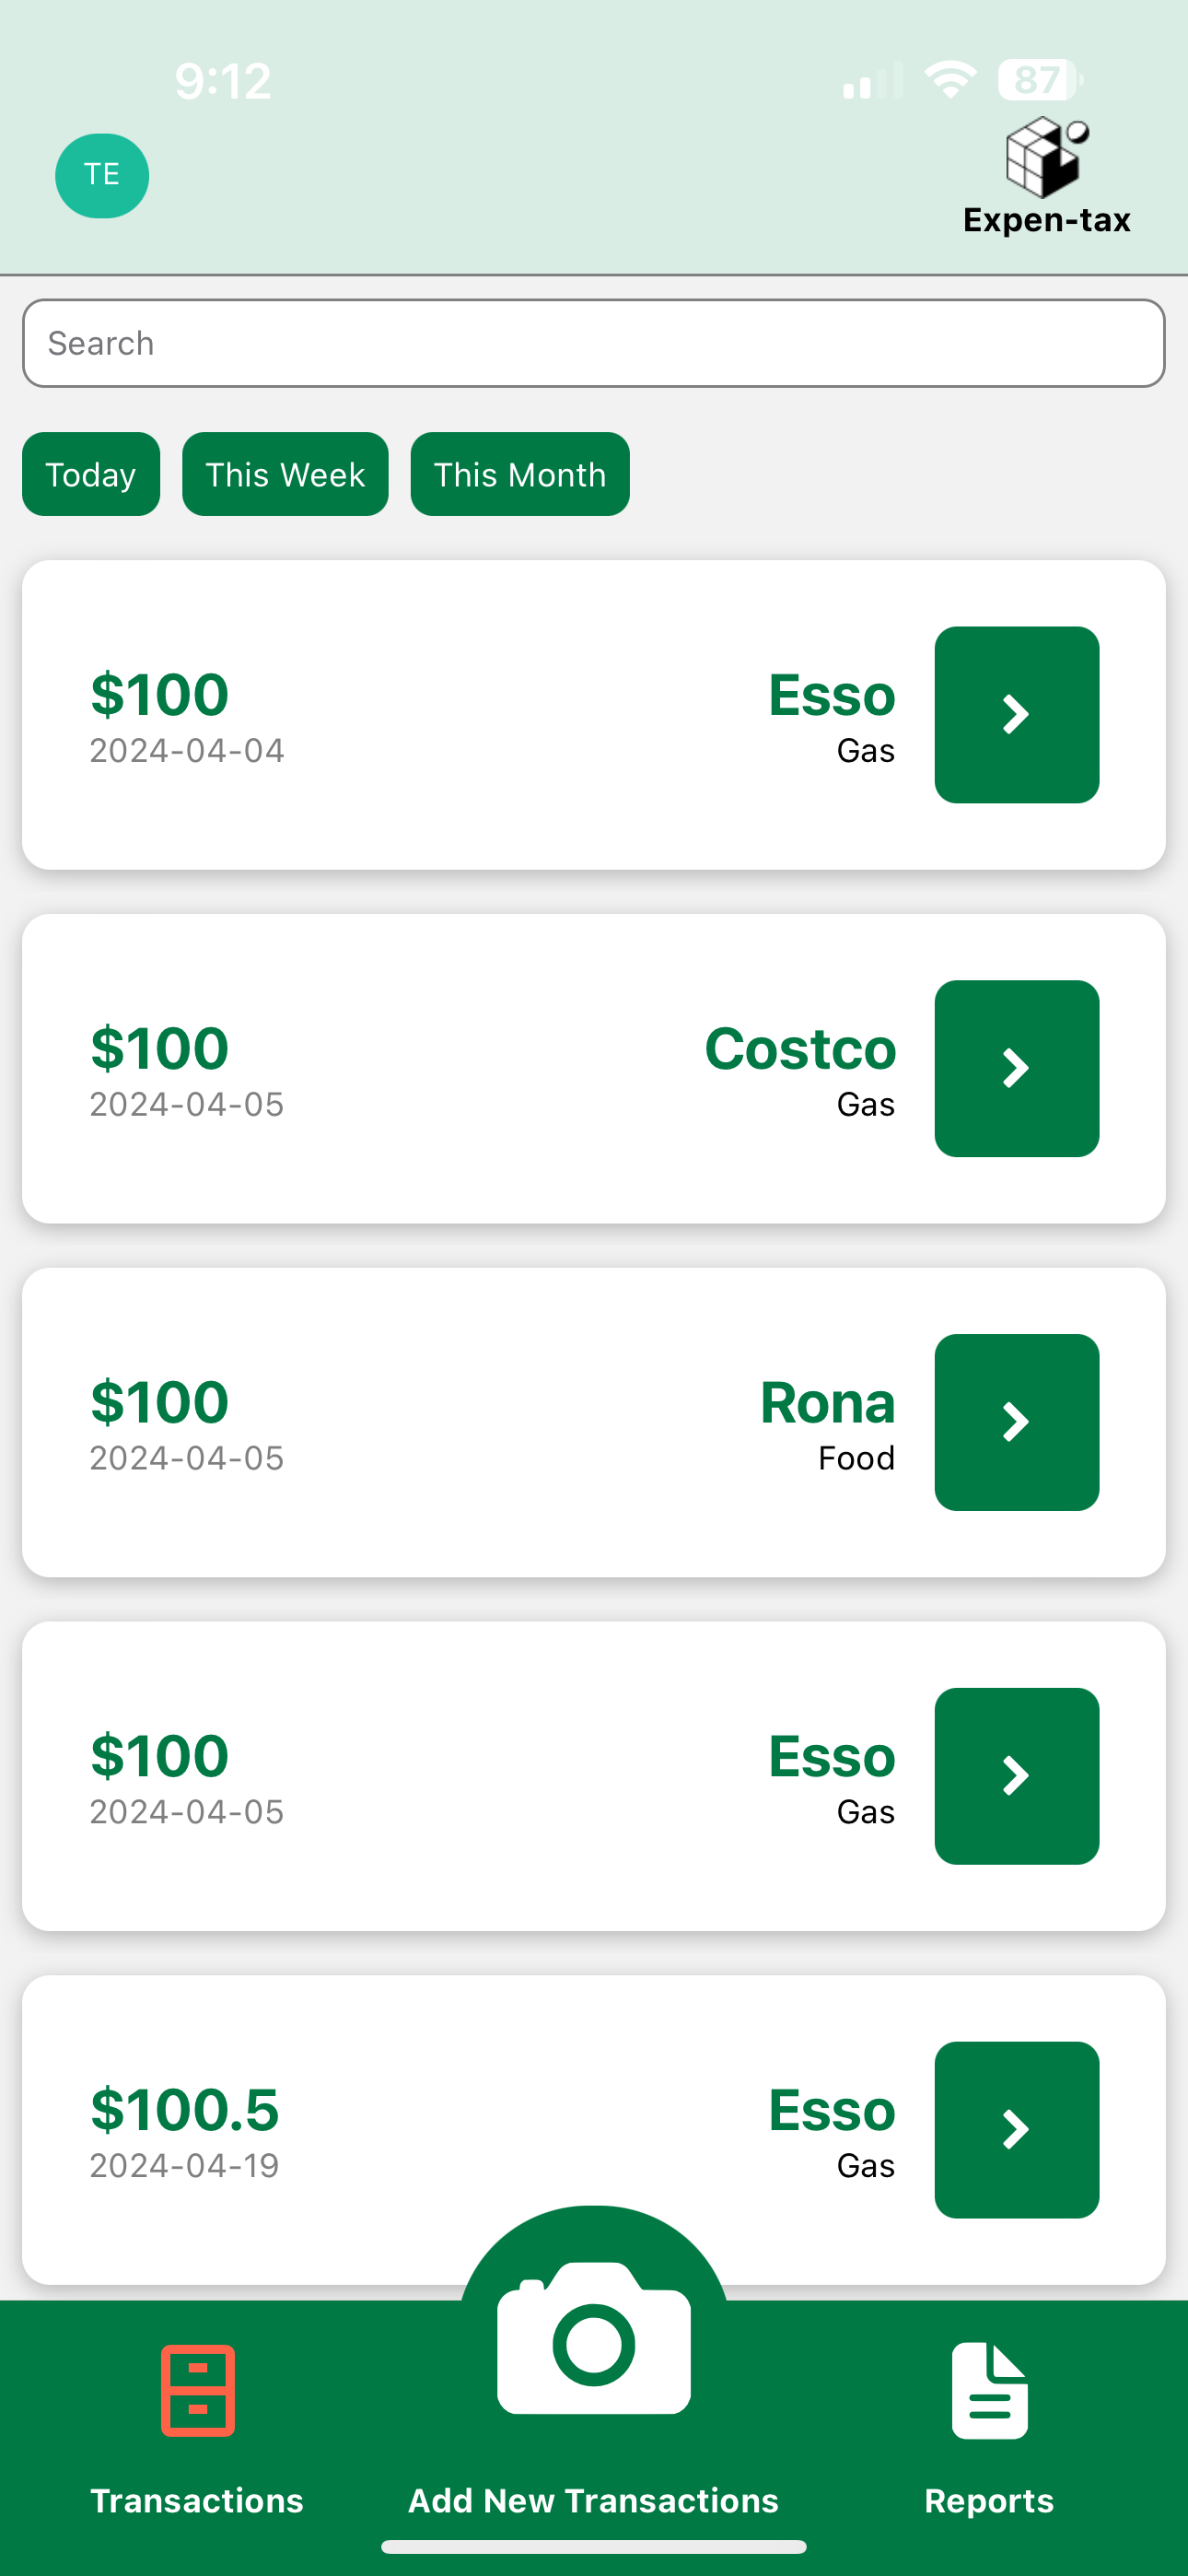 9:12
87
TE
Expen-tax
Search
Today This Week This Month
$100 Esso
2024-04-04 Gas
$100 Costco
2024-04-05 Gas
$100 Rona
2024-04-05 Food
$100 Esso
2024-04-05 Gas
$100.5 Esso
2024-04-19 Gas
Transactions Add New Transactions Reports